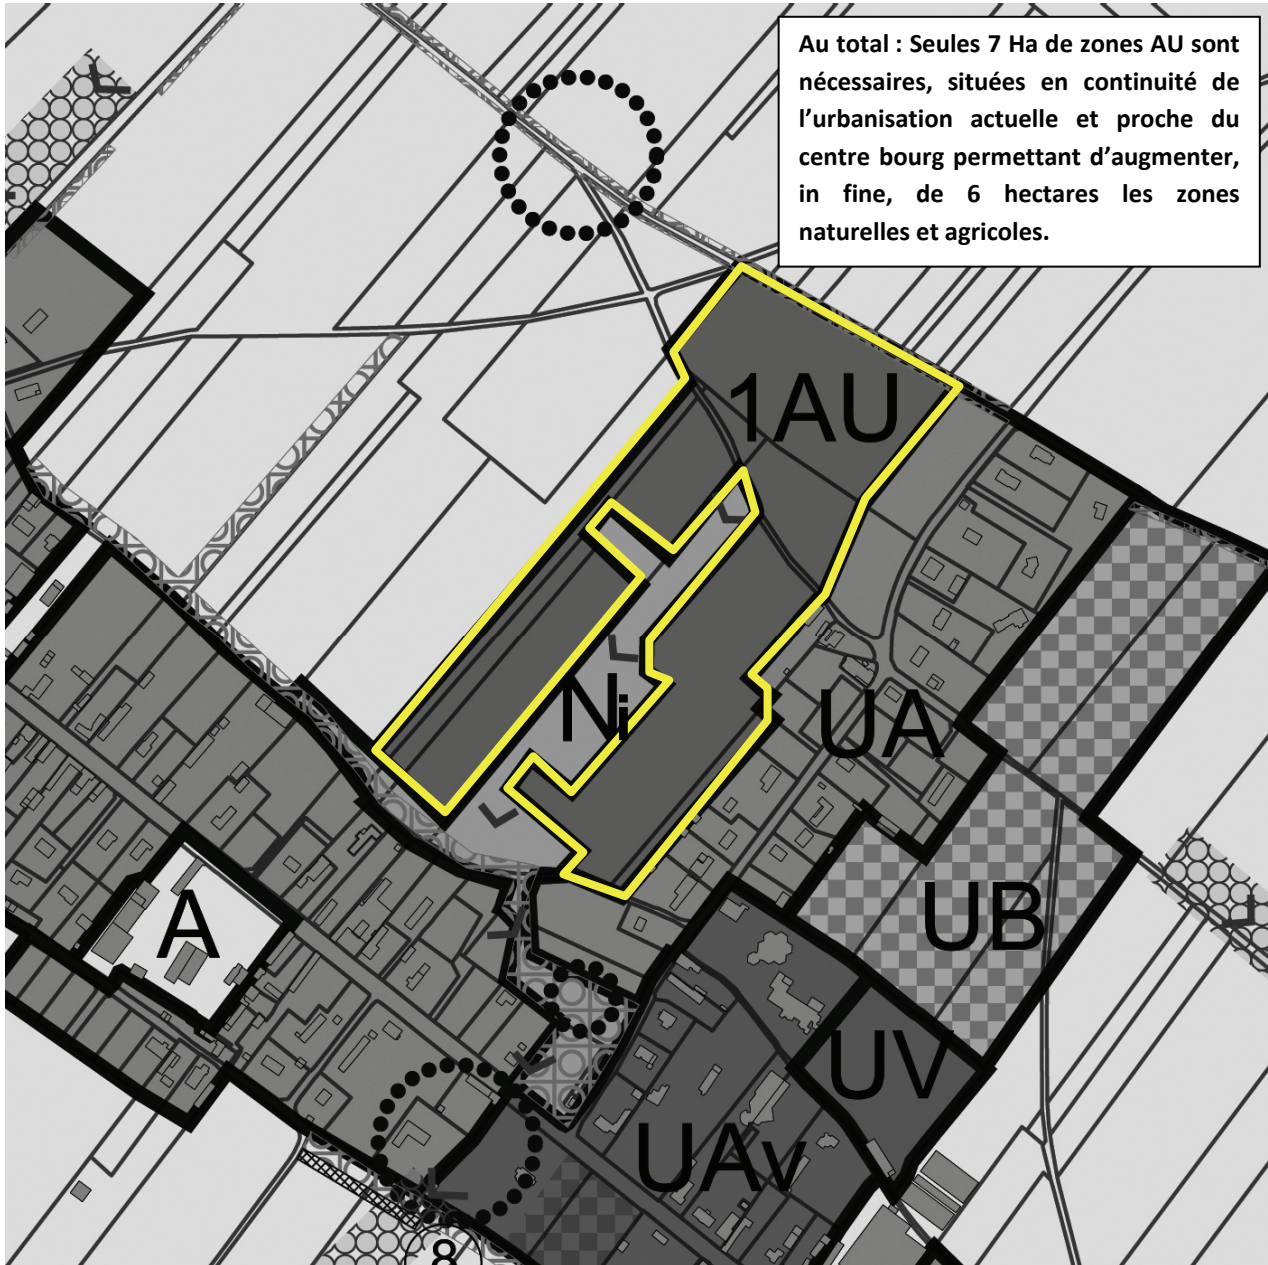 Au total : Seules 7 Ha de zones AU sont
nécessaires, situées en continuité de
l'urbanisation actuelle et proche du
centre bourg permettant d'augmenter,
in fine, de 6 hectares les zones
naturelles et agricoles.
1AU
Ni
UA
A
UB
UV
UAv
8